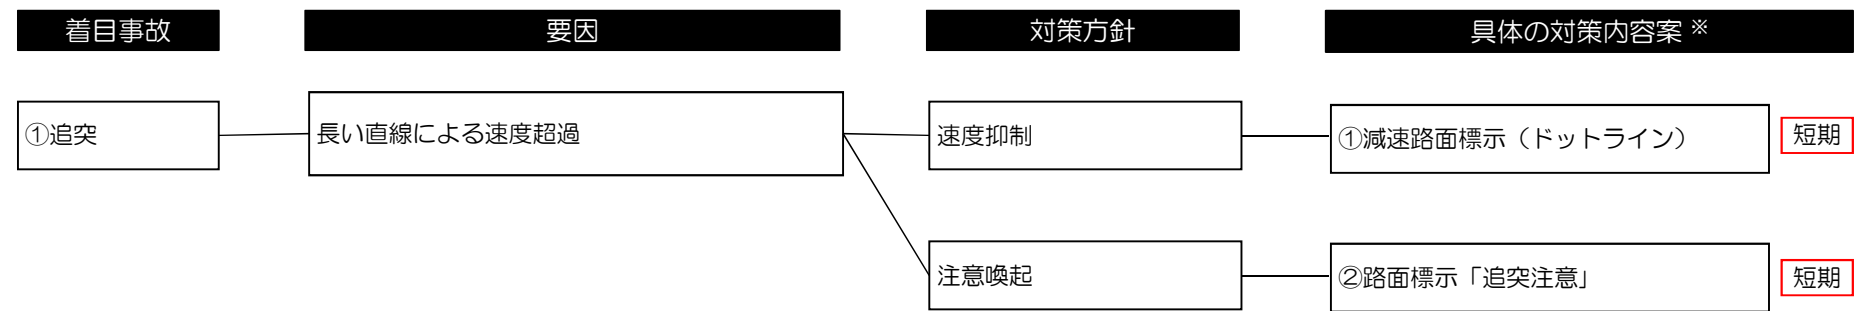 着目事故
要因
対策方針
具体の対策内容案※
①追突
長い直線による速度超過
速度抑制
①減速路面標示（ドットライン）
短期
注意喚起
②路面標示「追突注意」
短期